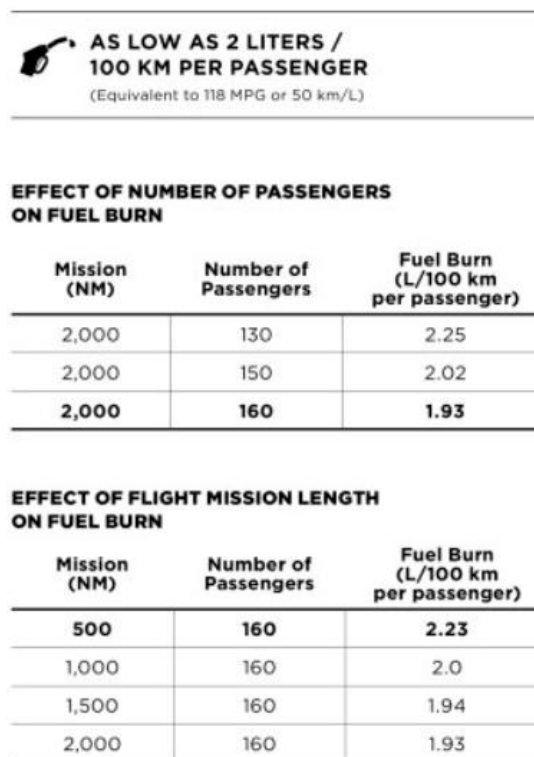 AS LOW AS 2 LITERS /
100 KM PER PASSENGER
(Equivalent to 118 MPG or 50 km/L)
EFFECT OF NUMBER OF PASSENGERS
ON FUEL BURN
Mission
(NM)
Number of
Passengers
Fuel Burn
(L/100 km
per passenger)
2,000 130 2.25
2,000 150 2.02
2,000 160 1.93
EFFECT OF FLIGHT MISSION LENGTH
ON FUEL BURN
Mission
(NM)
Number of
Passengers
Fuel Burn
(L/100 km
per passenger)
500 160 2.23
1,000 160 2.0
1,500 160 1.94
2,000 160 1.93